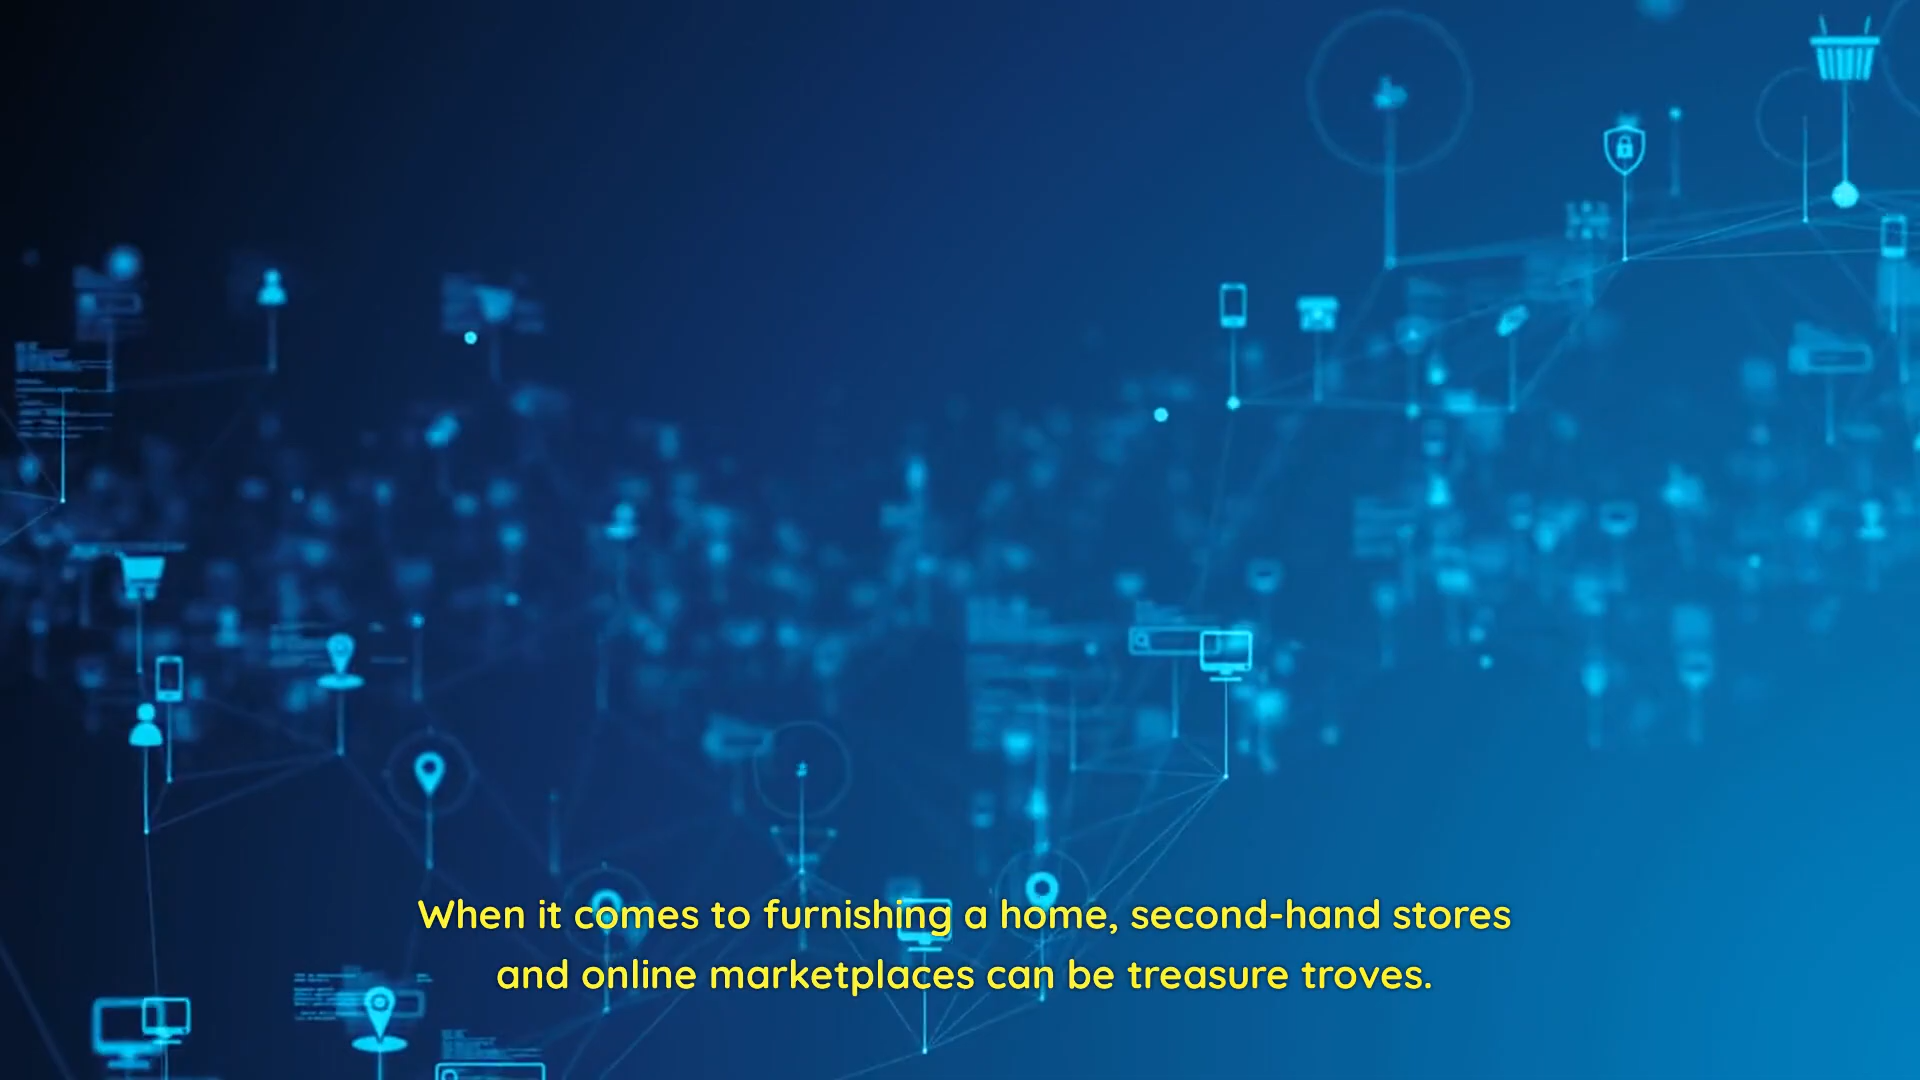 When it comes to furnishing a home, second-hand stores
and online marketplaces can be treasure troves.